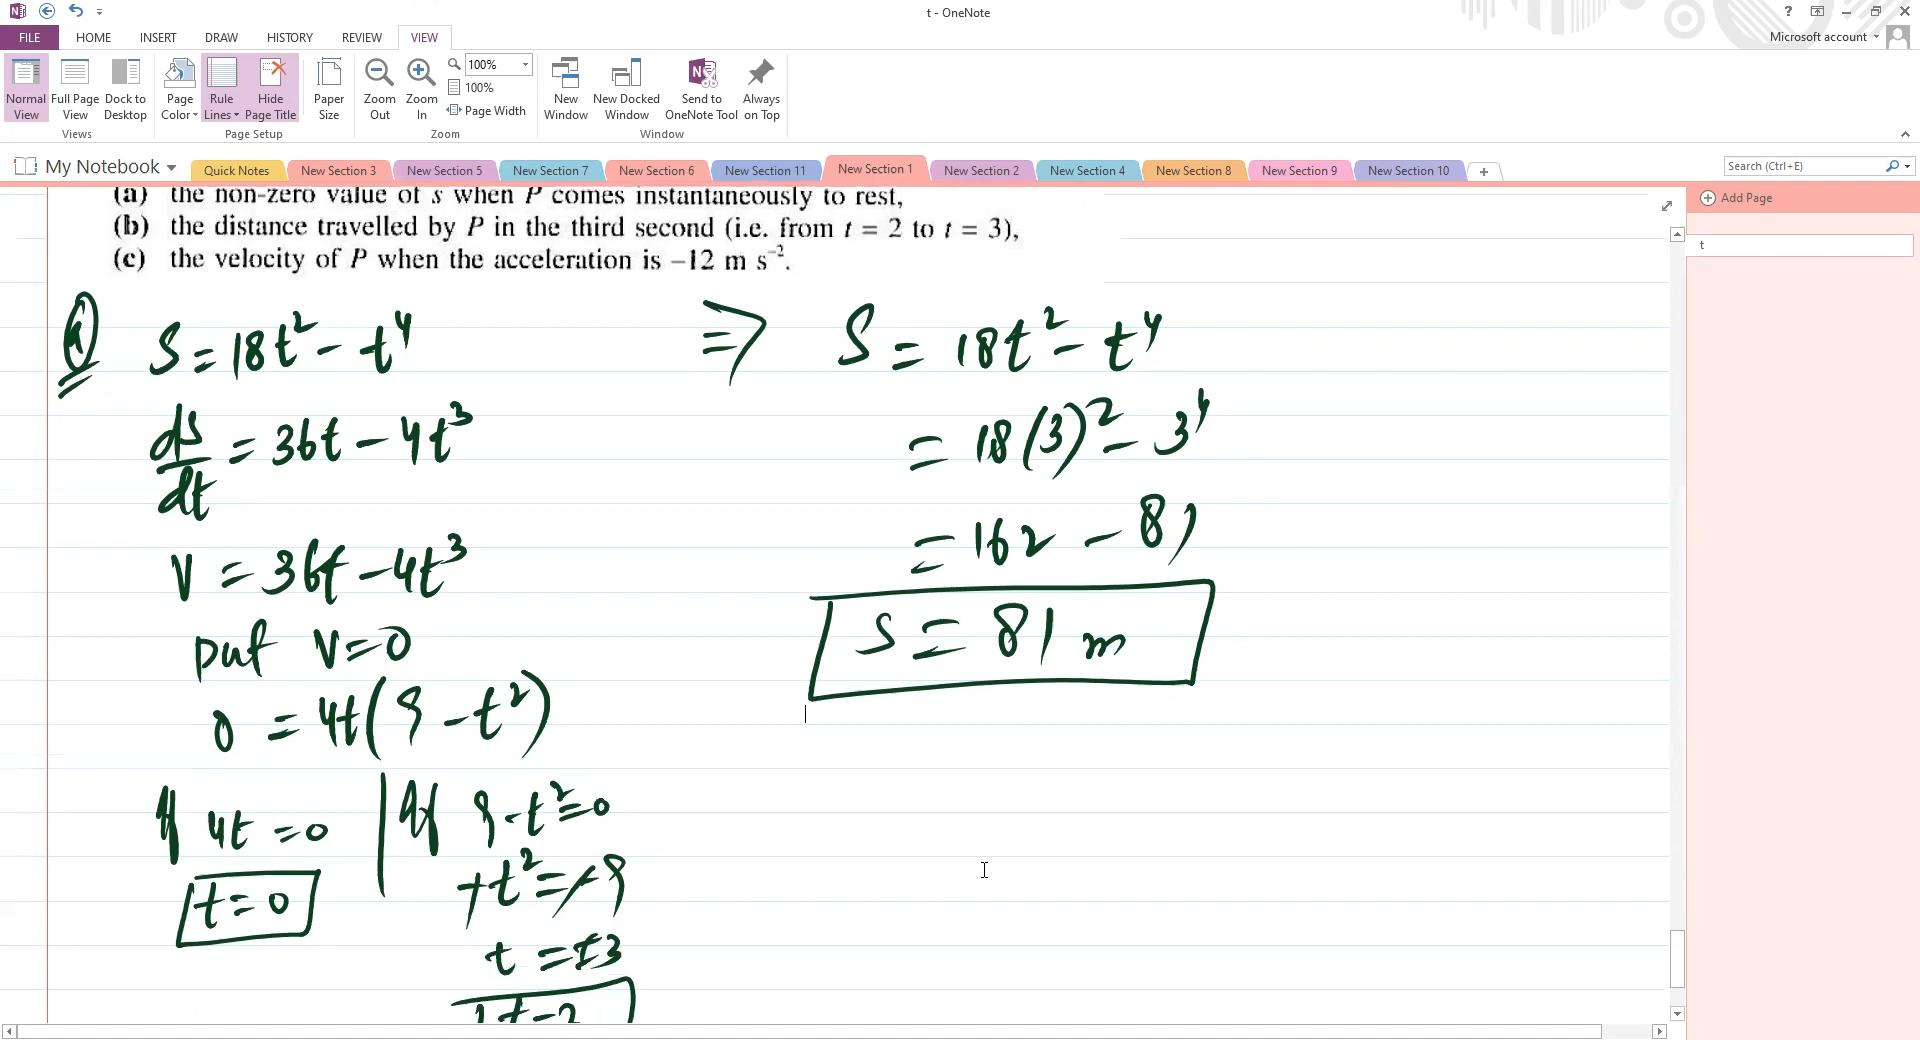 t - OneNote
Microsoft account
FILE HOME INSERT DRAW HISTORY REVIEW VIEW
Normal View
Full Page View
Dock to Desktop
Views
Page Color
Rule Lines
Hide Page Title
Paper Size
Page Setup
Zoom Out
Zoom In
100%
100%
Page Width
Zoom
New Window
New Docked Window
Send to OneNote Tool
Always on Top
Window
My Notebook
Quick Notes New Section 3 New Section 5 New Section 7 New Section 6 New Section 11 New Section 1 New Section 2 New Section 4 New Section 8 New Section 9 New Section 10
Search (Ctrl+E)
Add Page
t
(a) the non-zero value of s when P comes instantaneously to rest,
(b) the distance travelled by P in the third second (i.e. from t = 2 to t = 3),
(c) the velocity of P when the acceleration is –12 m s⁻².
(a) S = 18t² - t⁴
ds/dt = 36t - 4t³
V = 36t - 4t³
put V = 0
0 = 4t(9 - t²)
if 4t = 0
t = 0
if 9 - t² = 0
+t² = +9
t = ±3
t = 3
⇒ S = 18t² - t⁴
= 18(3)² - 3⁴
= 162 - 81
S = 81 m